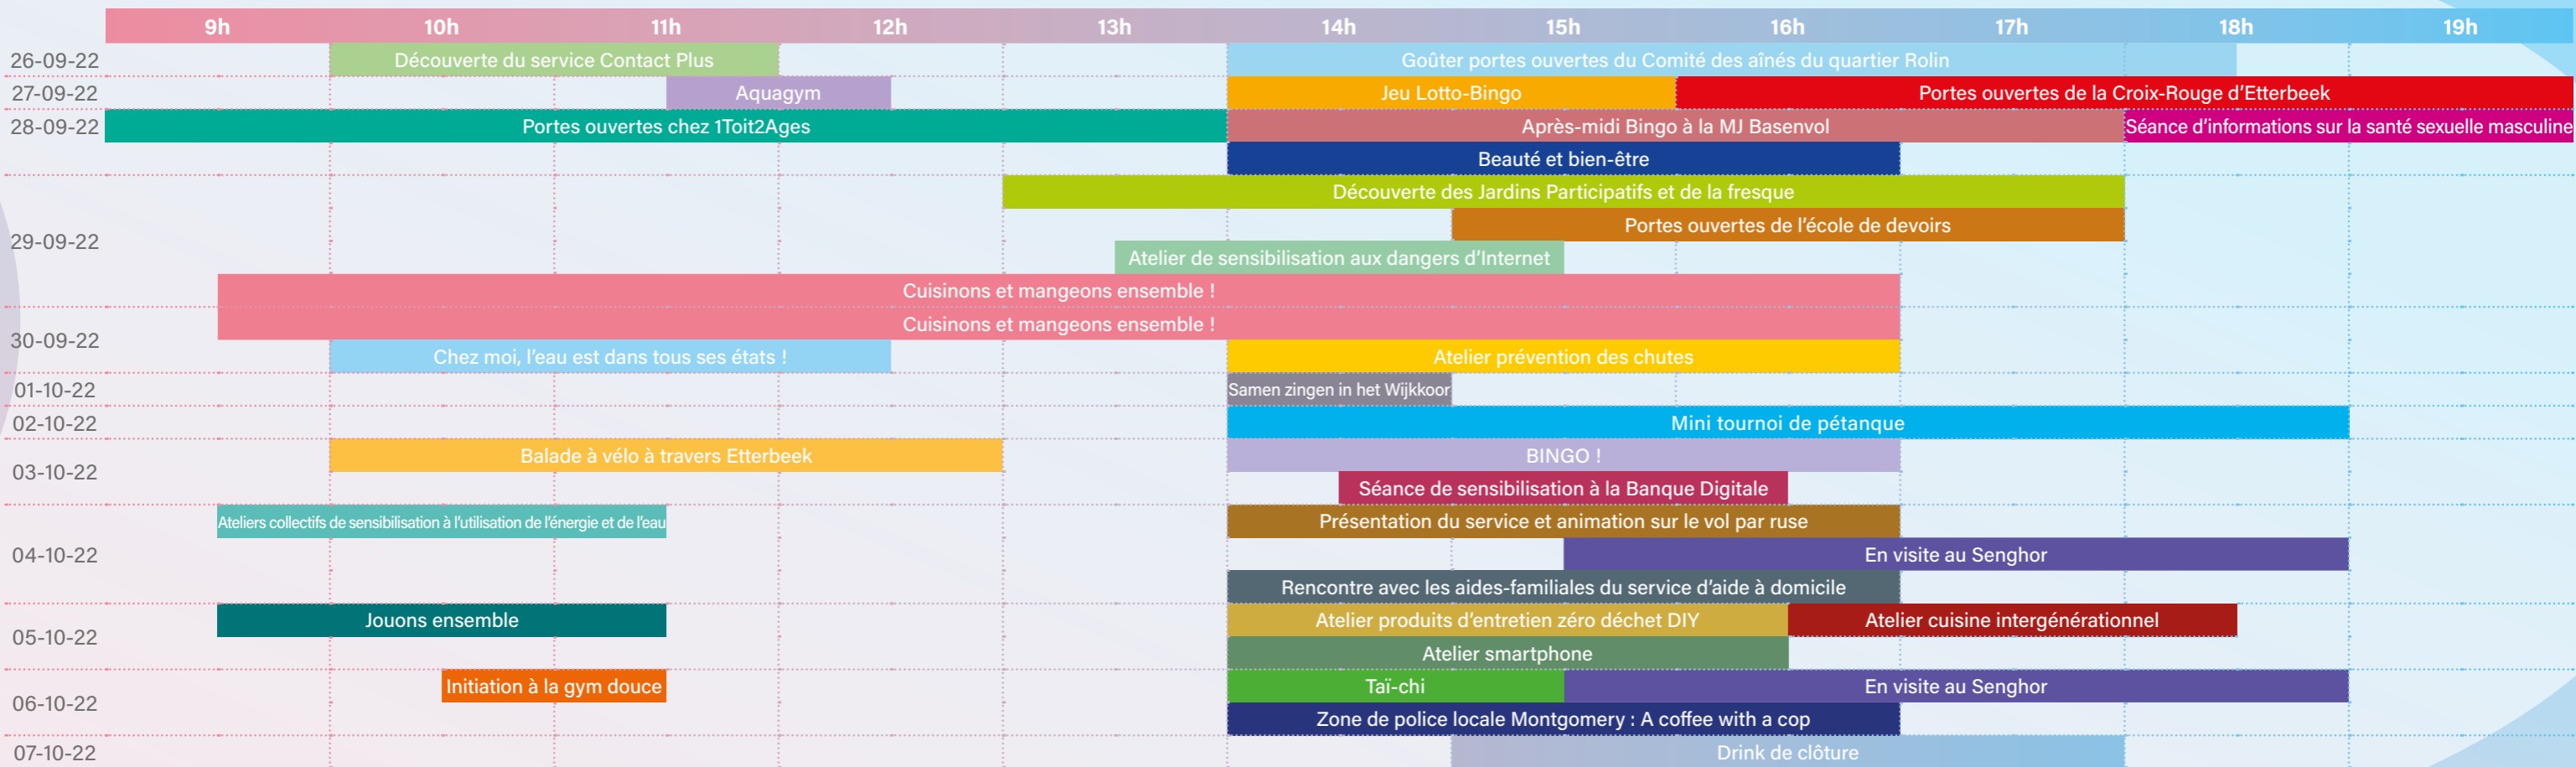 9h 10h 11h 12h 13h 14h 15h 16h 17h 18h 19h
26-09-22 Découverte du service Contact Plus Goûter portes ouvertes du Comité des aînés du quartier Rolin
27-09-22 Aquagym Jeu Lotto-Bingo Portes ouvertes de la Croix-Rouge d'Etterbeek
28-09-22 Portes ouvertes chez 1Toit2Ages Après-midi Bingo à la MJ Basenvol Séance d'informations sur la santé sexuelle masculine
Beauté et bien-être
Découverte des Jardins Participatifs et de la fresque
Portes ouvertes de l'école de devoirs
29-09-22
Atelier de sensibilisation aux dangers d'Internet
Cuisinons et mangeons ensemble !
Cuisinons et mangeons ensemble !
30-09-22
Chez moi, l'eau est dans tous ses états ! Atelier prévention des chutes
01-10-22 Samen zingen in het Wijkkoor
02-10-22 Mini tournoi de pétanque
Balade à vélo à travers Etterbeek BINGO !
03-10-22
Séance de sensibilisation à la Banque Digitale
Ateliers collectifs de sensibilisation à l'utilisation de l'énergie et de l'eau Présentation du service et animation sur le vol par ruse
04-10-22 En visite au Senghor
Rencontre avec les aides-familiales du service d'aide à domicile
Jouons ensemble Atelier produits d'entretien zéro déchet DIY Atelier cuisine intergénérationnel
05-10-22
Atelier smartphone
Initiation à la gym douce Taï-chi En visite au Senghor
06-10-22
Zone de police locale Montgomery : A coffee with a cop
07-10-22 Drink de clôture